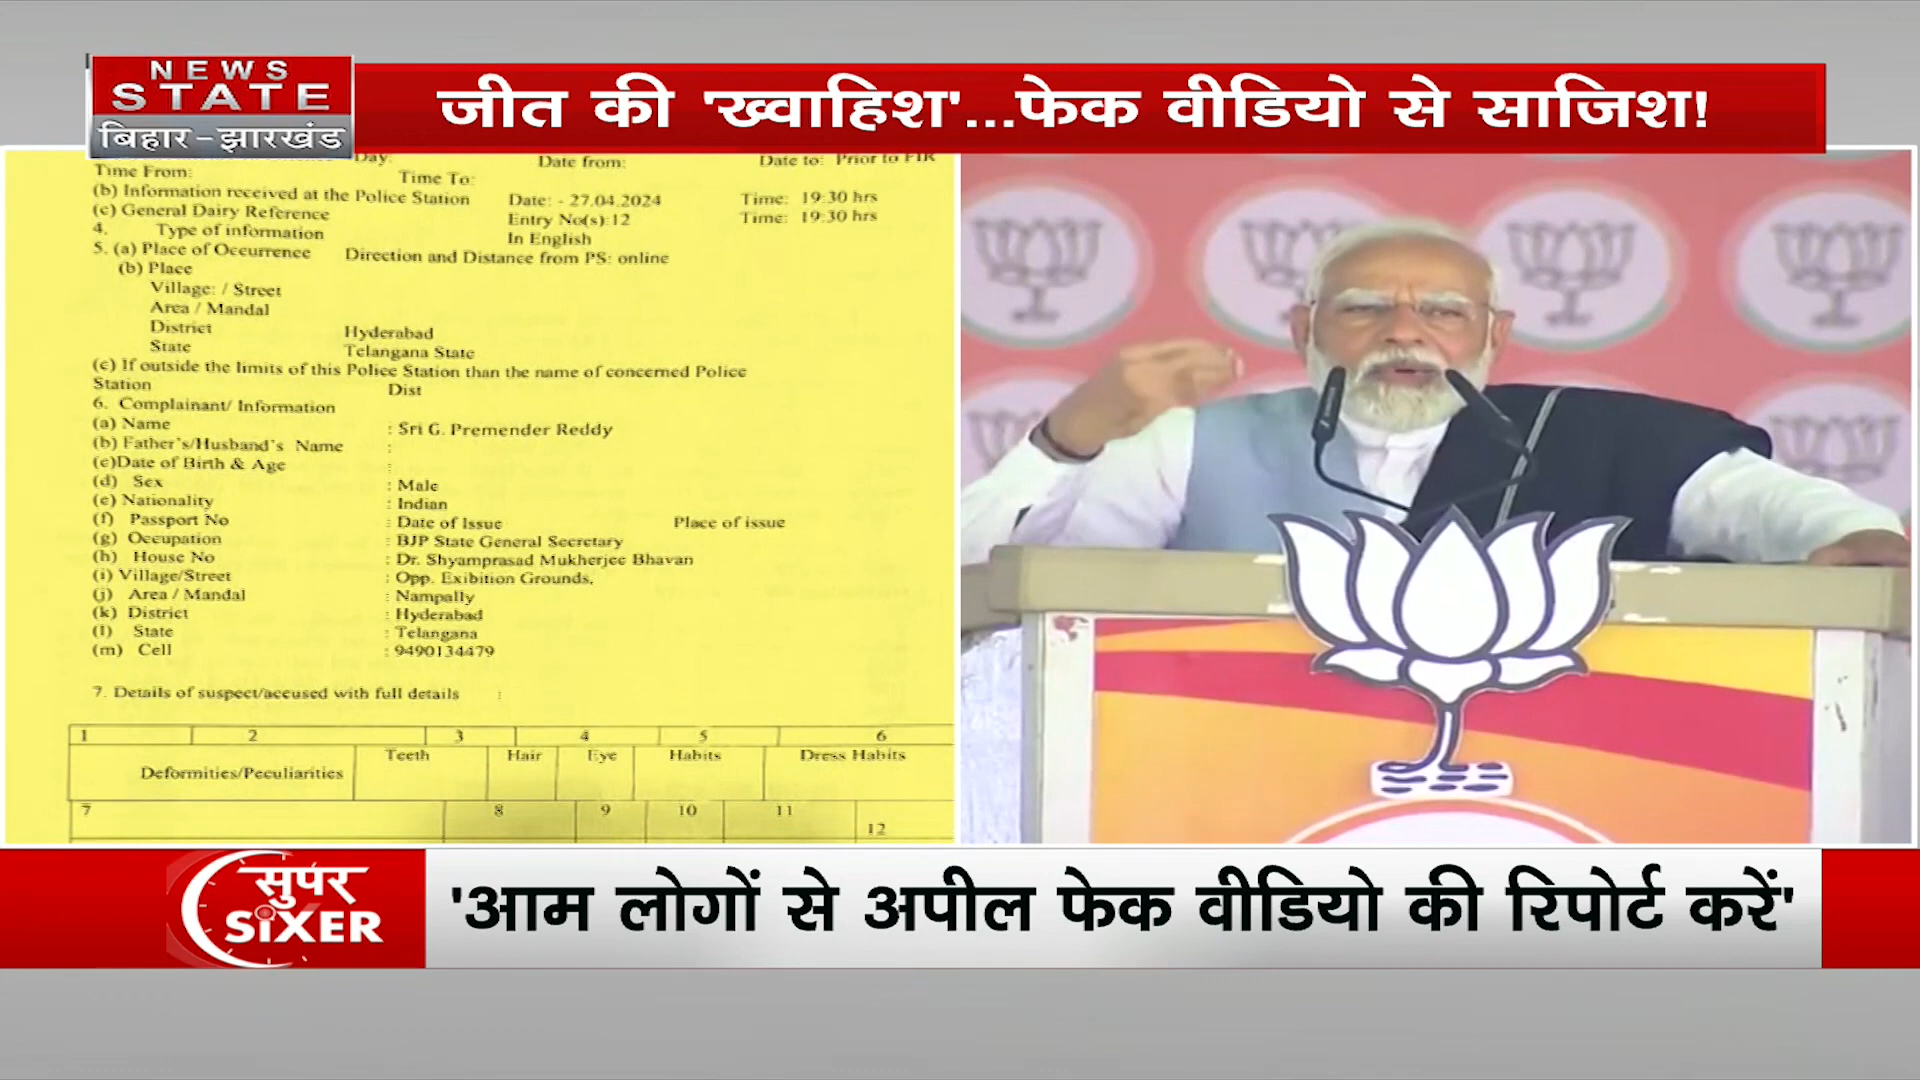 NEWS
STATE
बिहार-झारखंड
जीत की 'ख्वाहिश'...फेक वीडियो से साजिश!
Day: Date from: Date to: Prior to FIR
Time From: Time To:
(b) Information received at the Police Station Date: - 27.04.2024 Time: 19:30 hrs
(c) General Dairy Reference Entry No(s):12 Time: 19:30 hrs
4. Type of information In English
5. (a) Place of Occurrence Direction and Distance from PS: online
(b) Place
Village: / Street
Area / Mandal
District Hyderabad
State Telangana State
(c) If outside the limits of this Police Station than the name of concerned Police
Station Dist
6. Complainant/ Information
(a) Name : Sri G. Premender Reddy
(b) Father's/Husband's Name :
(c)Date of Birth & Age :
(d) Sex : Male
(e) Nationality : Indian
(f) Passport No : Date of Issue Place of issue
(g) Occupation : BJP State General Secretary
(h) House No : Dr. Shyamprasad Mukherjee Bhavan
(i) Village/Street : Opp. Exibition Grounds,
(j) Area / Mandal : Nampally
(k) District : Hyderabad
(l) State : Telangana
(m) Cell : 9490134479
7. Details of suspect/accused with full details :
1 2 3 4 5 6
Deformities/Peculiarities Teeth Hair Eye Habits Dress Habits
7 8 9 10 11 12
सुपर
SIXER
'आम लोगों से अपील फेक वीडियो की रिपोर्ट करें'